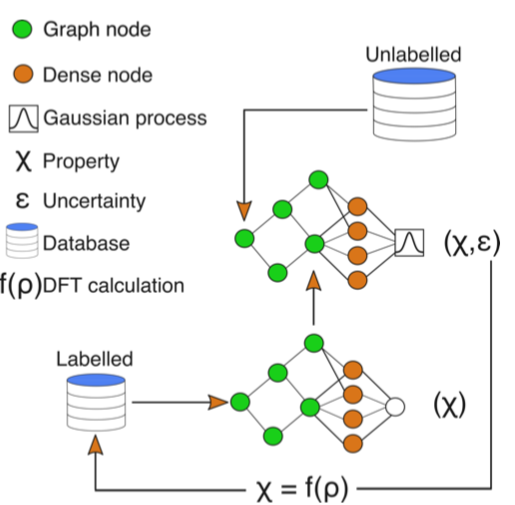 Graph node
Dense node
Gaussian process
χ Property
ε Uncertainty
Database
f(ρ) DFT calculation
Unlabelled
(χ,ε)
Labelled
(χ)
χ = f(ρ)